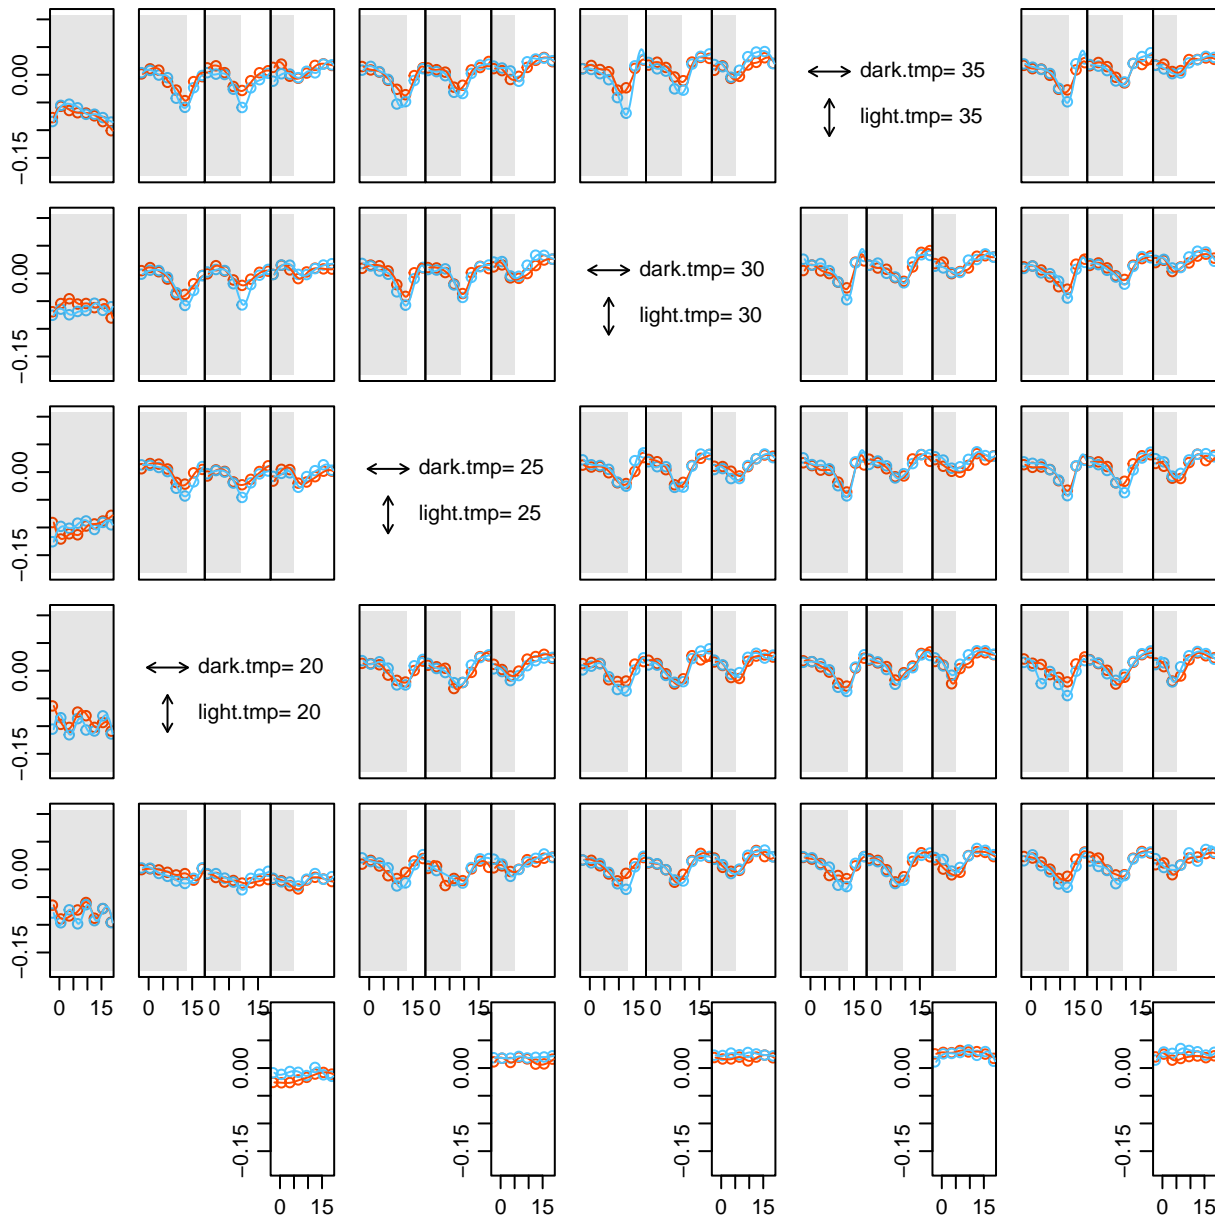 0.00
−0.15
dark.tmp= 35
light.tmp= 35
0.00
−0.15
dark.tmp= 30
light.tmp= 30
0.00
−0.15
dark.tmp= 25
light.tmp= 25
0.00
−0.15
dark.tmp= 20
light.tmp= 20
0.00
−0.15
0 15
0 15 0 15
0 15 0 15
0 15 0 15
0 15 0 15
0 15 0 15
0.00 0.00 0.00 0.00 0.00
−0.15 −0.15 −0.15 −0.15 −0.15
0 15 0 15 0 15 0 15 0 15